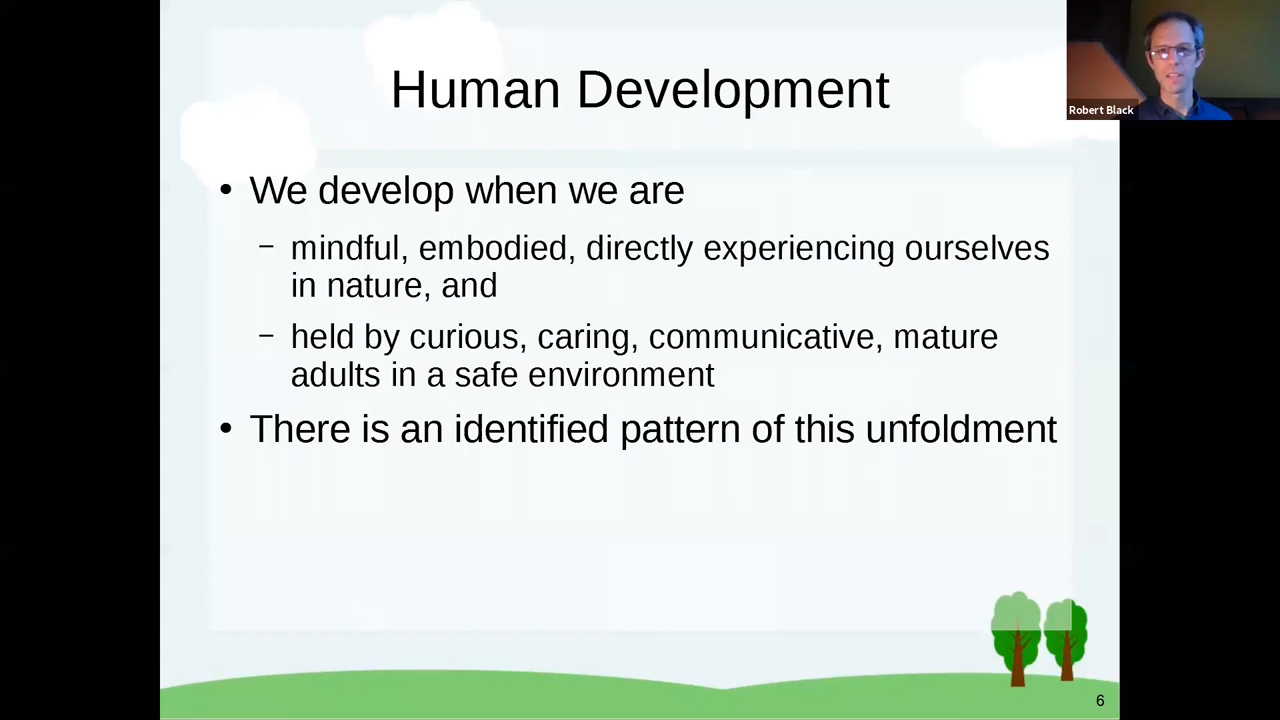 Human Development
Robert Black
• We develop when we are
– mindful, embodied, directly experiencing ourselves
in nature, and
– held by curious, caring, communicative, mature
adults in a safe environment
• There is an identified pattern of this unfoldment
6